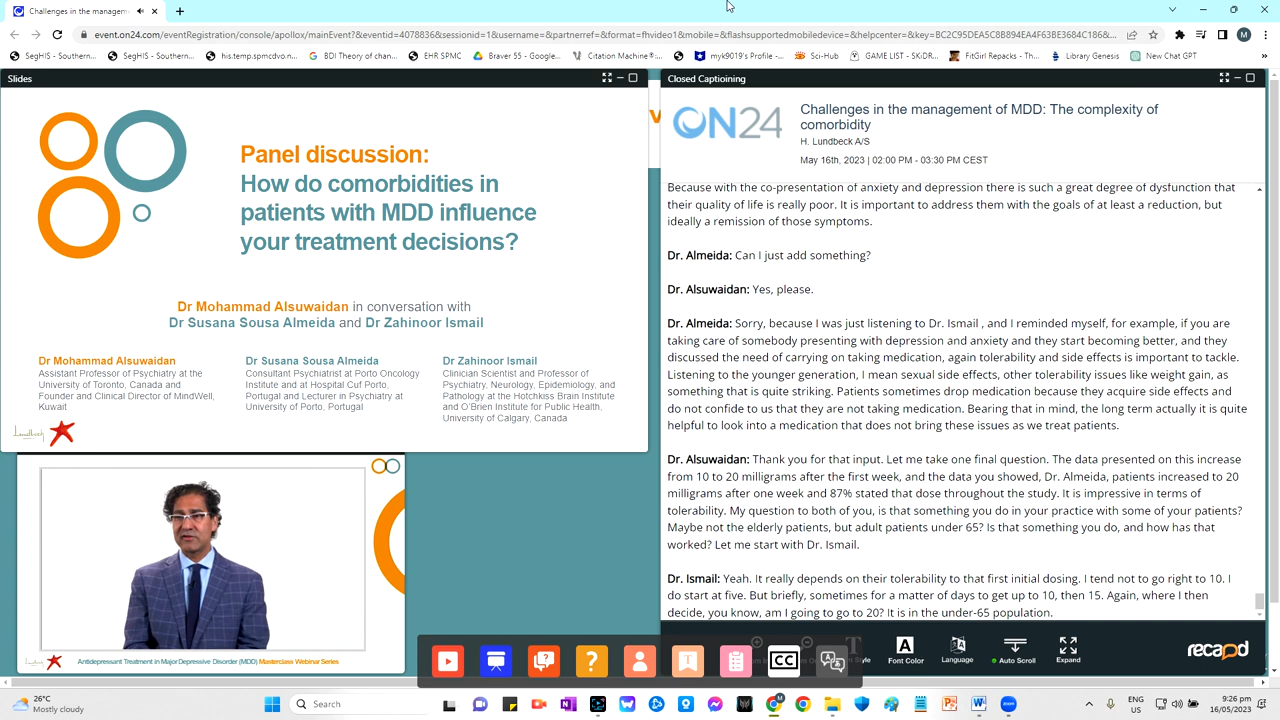 Challenges in the managemen
event.on24.com/eventRegistration/console/apollox/mainEvent?&eventid=4078836&sessionid=1&username=&partnerref=&format=fhvideo1&mobile=&flashsupportedmobiledevice=&helpcenter=&key=BC2C95DEA5C8B894EA4F63BE3684C186&...
M
SegHIS - Southern...
SegHIS - Southern...
his.temp.spmcdvo.n...
BDI Theory of chan...
EHR SPMC
Braver 55 - Google...
Citation Machine®:...
myk9019's Profile -...
Sci-Hub
GAME LIST - SKiDR...
FitGirl Repacks - Th...
Library Genesis
New Chat GPT
»
Slides
Panel discussion:
How do comorbidities in
patients with MDD influence
your treatment decisions?
Dr Mohammad Alsuwaidan in conversation with
Dr Susana Sousa Almeida and Dr Zahinoor Ismail
Dr Mohammad Alsuwaidan
Assistant Professor of Psychiatry at the
University of Toronto, Canada and
Founder and Clinical Director of MindWell,
Kuwait
Dr Susana Sousa Almeida
Consultant Psychiatrist at Porto Oncology
Institute and at Hospital Cuf Porto,
Portugal and Lecturer in Psychiatry at
University of Porto, Portugal
Dr Zahinoor Ismail
Clinician Scientist and Professor of
Psychiatry, Neurology, Epidemiology, and
Pathology at the Hotchkiss Brain Institute
and O'Brien Institute for Public Health,
University of Calgary, Canada
Lundbeck
Lundbeck
Antidepressant Treatment in Major Depressive Disorder (MDD) Masterclass Webinar Series
Closed Captioining
ON24
Challenges in the management of MDD: The complexity of
comorbidity
H. Lundbeck A/S
May 16th, 2023 | 02:00 PM - 03:30 PM CEST
Because with the co-presentation of anxiety and depression there is such a great degree of dysfunction that
their quality of life is really poor. It is important to address them with the goals of at least a reduction, but
ideally a remission of those symptoms.
Dr. Almeida: Can I just add something?
Dr. Alsuwaidan: Yes, please.
Dr. Almeida: Sorry, because I was just listening to Dr. Ismail , and I reminded myself, for example, if you are
taking care of somebody presenting with depression and anxiety and they start becoming better, and they
discussed the need of carrying on taking medication, again tolerability and side effects is important to tackle.
Listening to the younger generation, I mean sexual side effects, other tolerability issues like weight gain, as
something that is quite striking. Patients sometimes drop medication because they acquire side effects and
do not confide to us that they are not taking medication. Bearing that in mind, the long term actually it is quite
helpful to look into a medication that does not bring these issues as we treat patients.
Dr. Alsuwaidan: Thank you for that input. Let me take one final question. The data presented on this increase
from 10 to 20 milligrams after the first week, and the data you showed, Dr. Almeida, patients increased to 20
milligrams after one week and 87% stated that dose throughout the study. It is impressive in terms of
tolerability. My question to both of you, is that something you do in your practice with some of your patients?
Maybe not the elderly patients, but adult patients under 65? Is that something you do, and how has that
worked? Let me start with Dr. Ismail.
Dr. Ismail: Yeah. It really depends on their tolerability to that first initial dosing. I tend not to go right to 10. I
do start at five. But briefly, sometimes for a matter of days to get up to 10, then 15. Again, where I then
decide, you know, am I going to go to 20? It is in the under-65 population.
A
Font Color
Language
Auto Scroll
Expand
recapd
CC
26°C
Mostly cloudy
Search
ENG
US
9:26 pm
16/05/2023